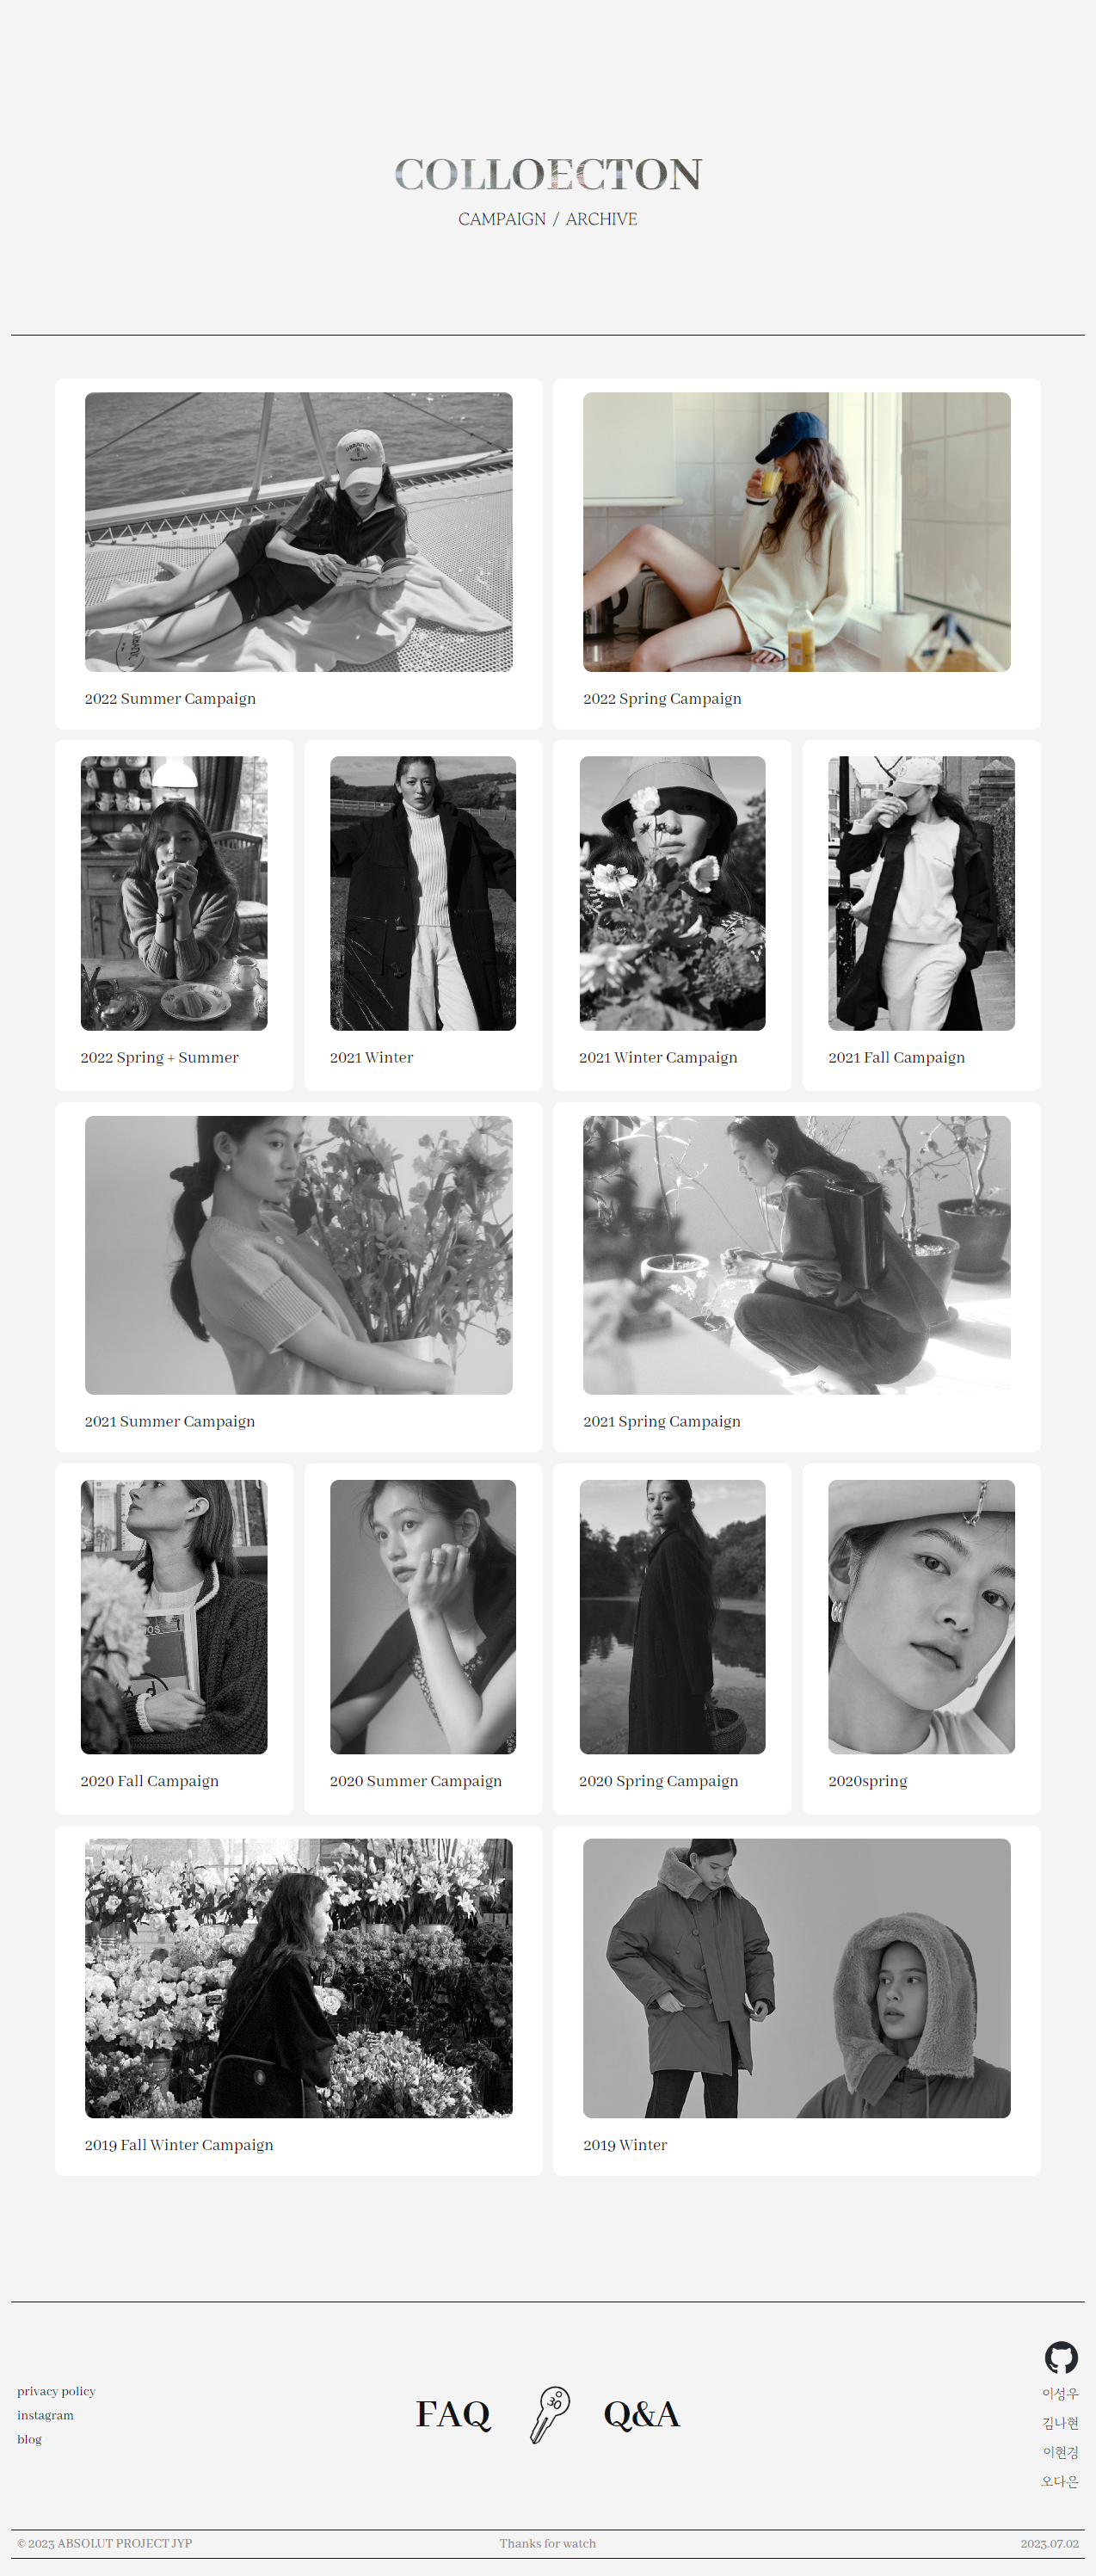 COLLOECTON
CAMPAIGN / ARCHIVE
2022 Summer Campaign
2022 Spring Campaign
2022 Spring + Summer
2021 Winter
2021 Winter Campaign
2021 Fall Campaign
2021 Summer Campaign
2021 Spring Campaign
2020 Fall Campaign
2020 Summer Campaign
2020 Spring Campaign
2020spring
2019 Fall Winter Campaign
2019 Winter
privacy policy
instagram
blog
FAQ
30
Q&A
이성우
김나현
이현경
오다은
© 2023 ABSOLUT PROJECT JYP
Thanks for watch
2023.07.02